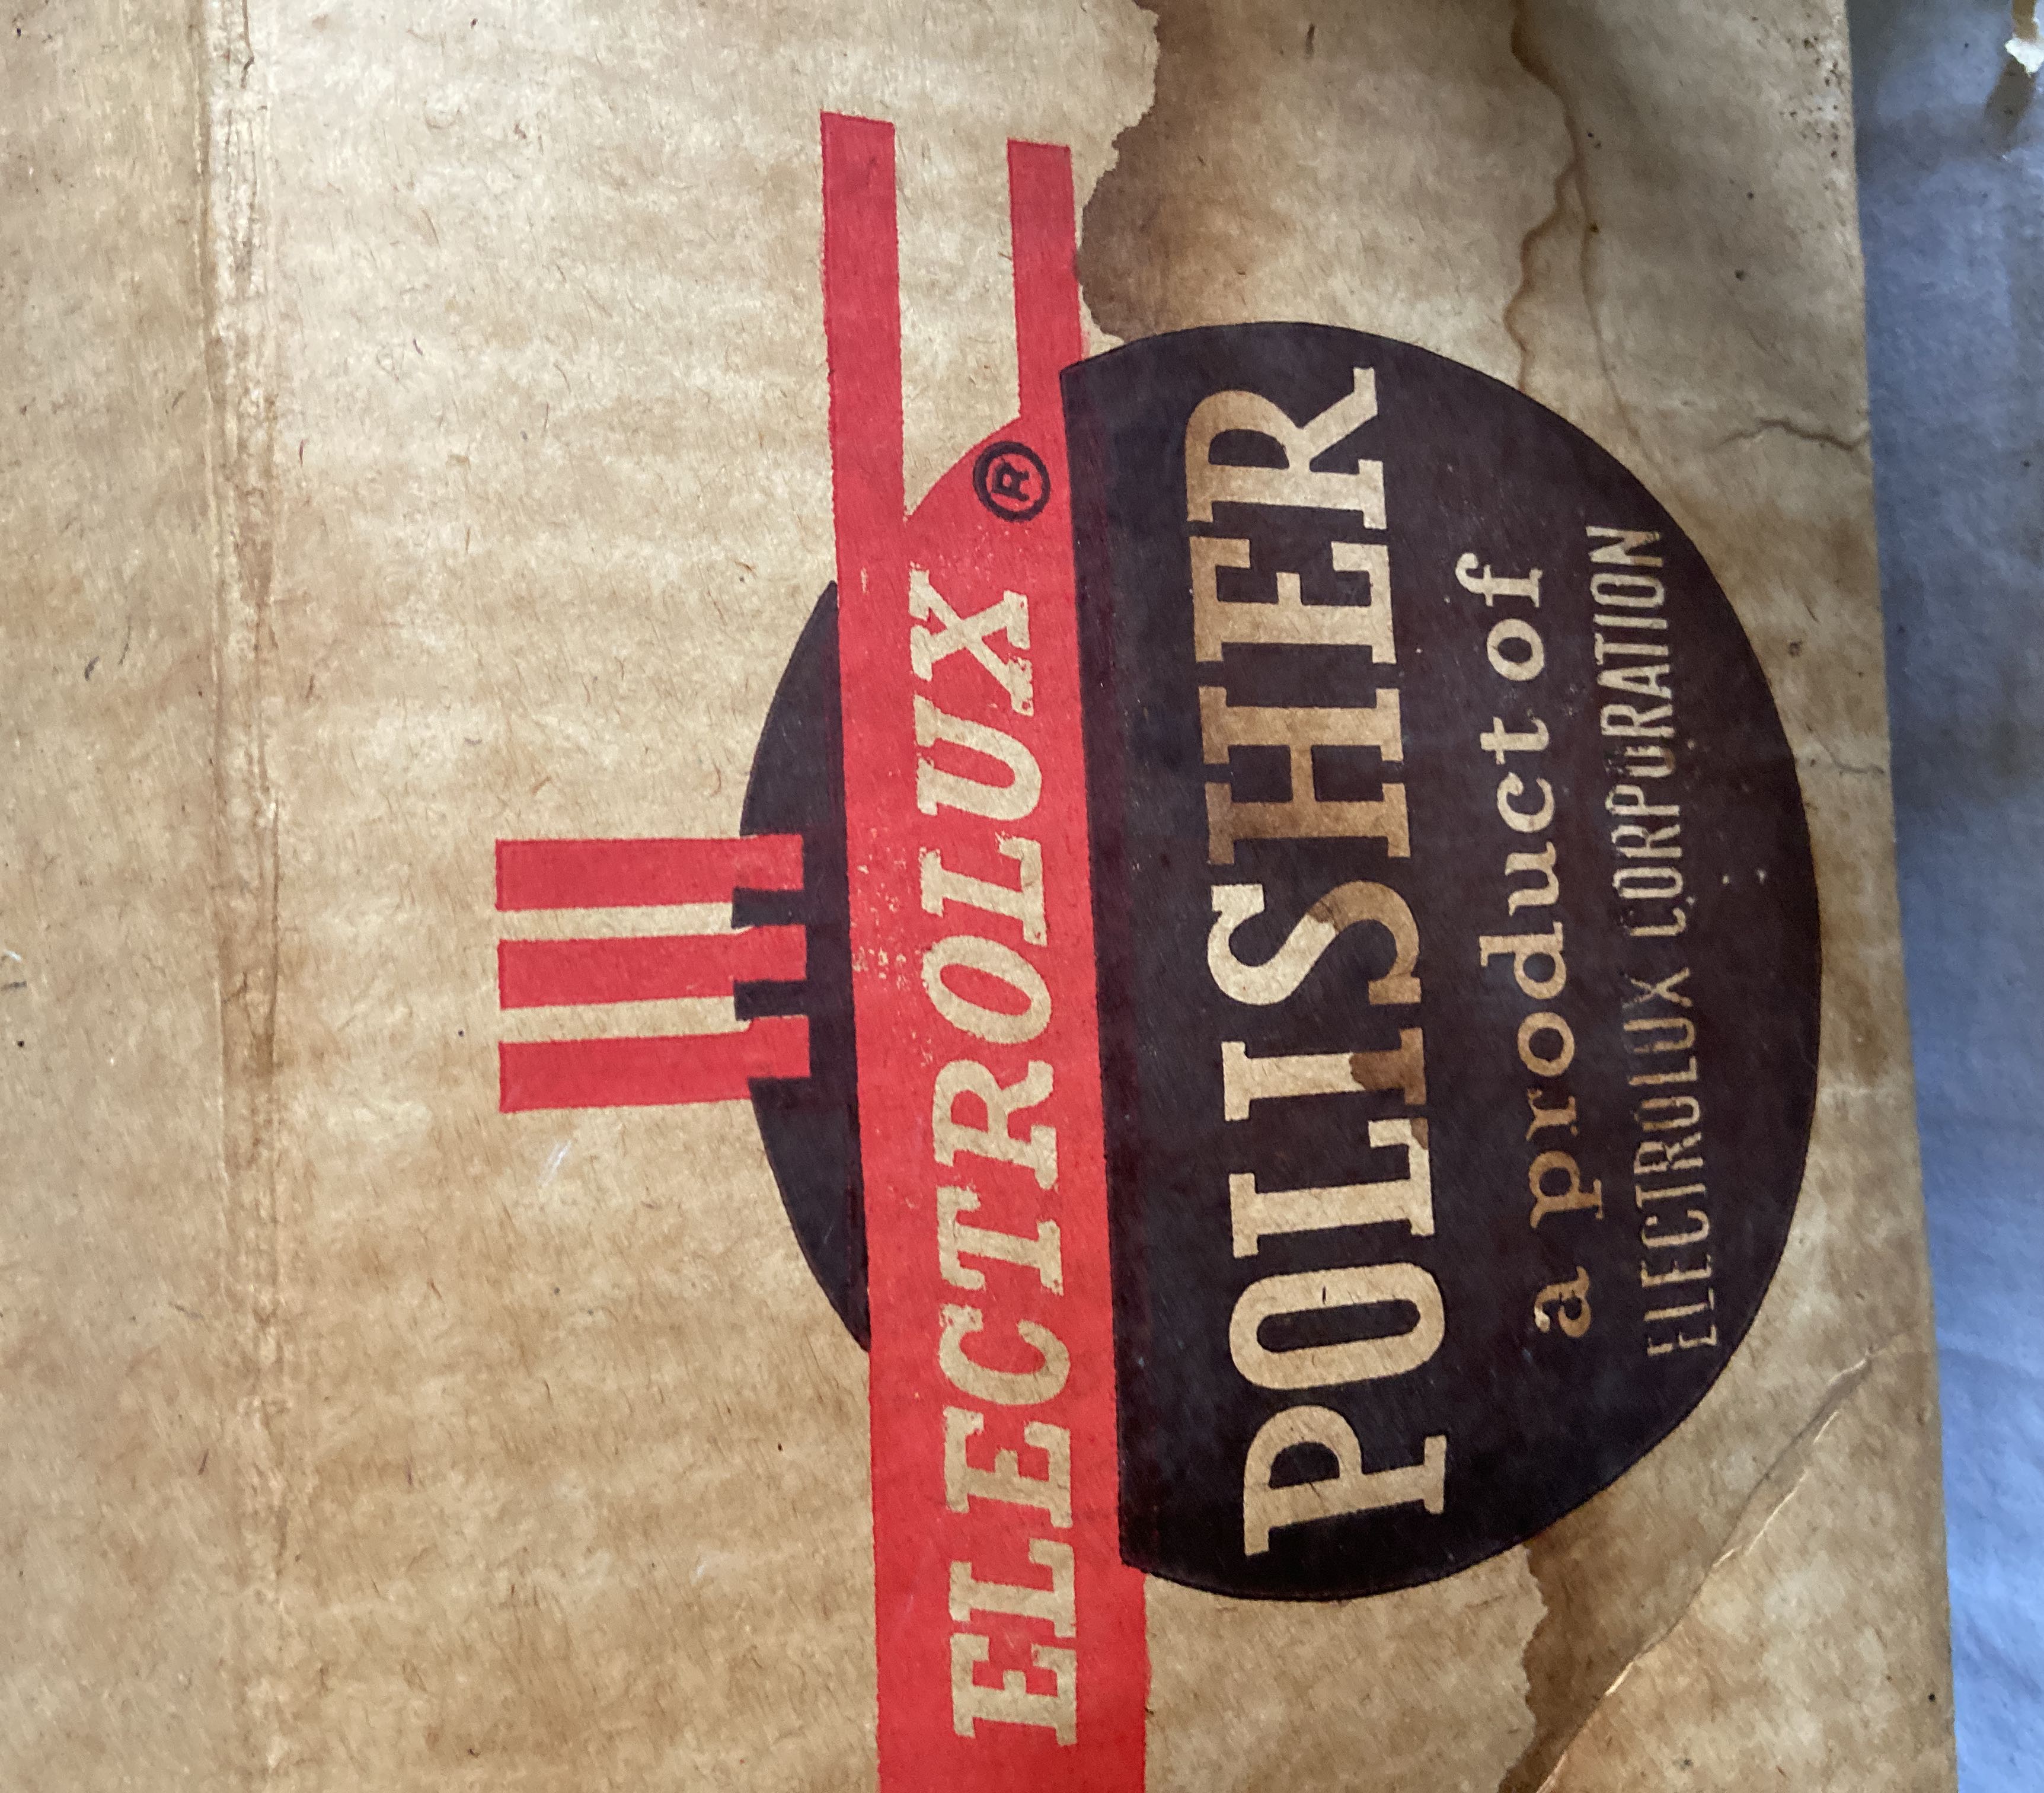 ELECTROLUX ®
POLISHER
a product of
ELECTROLUX CORPORATION